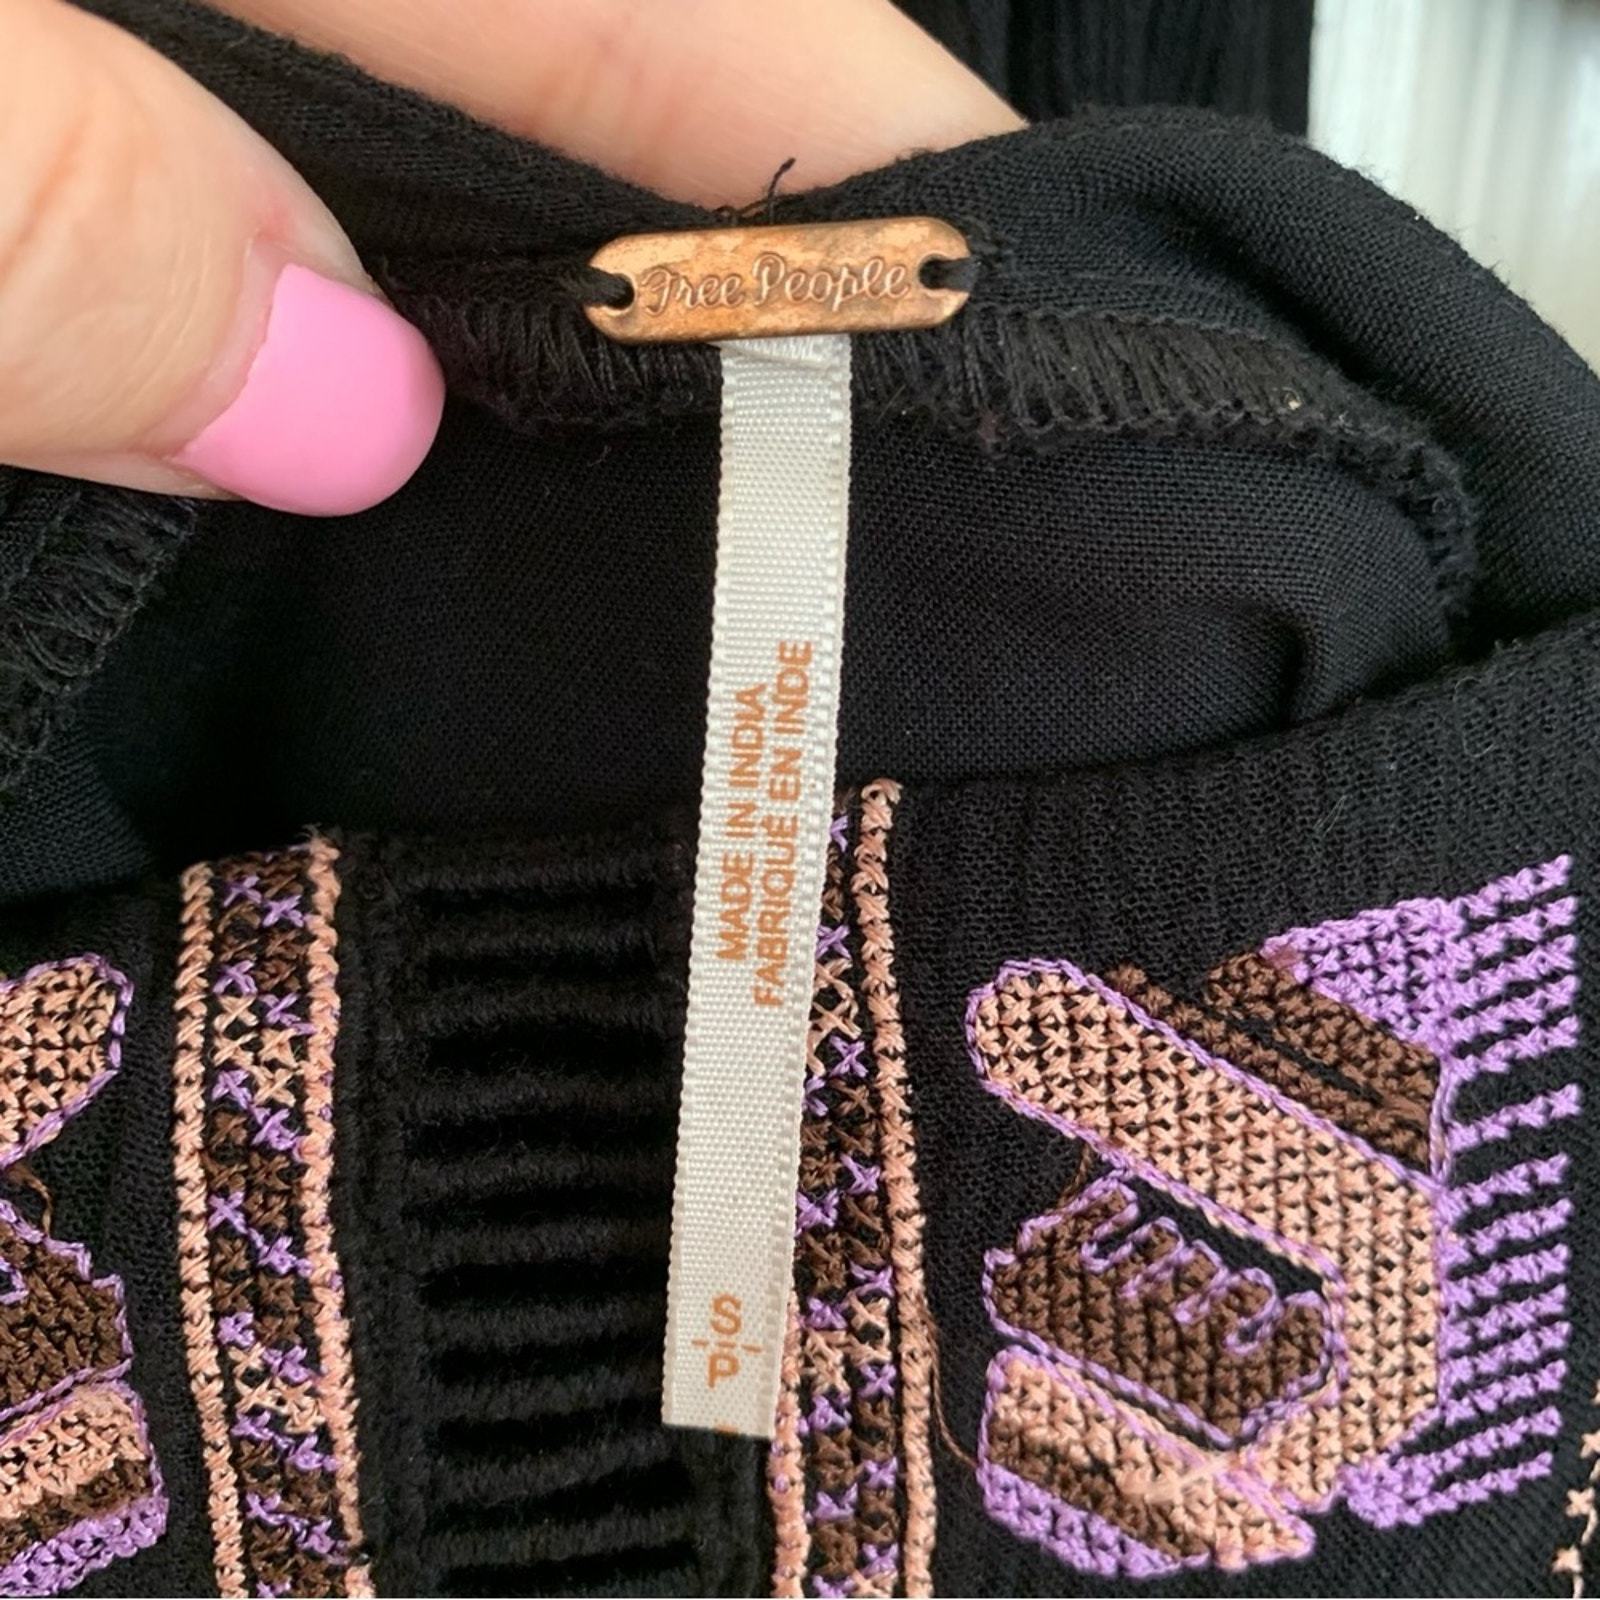 Free People
MADE IN INDIA
FABRIQUÉ EN INDE
P-S